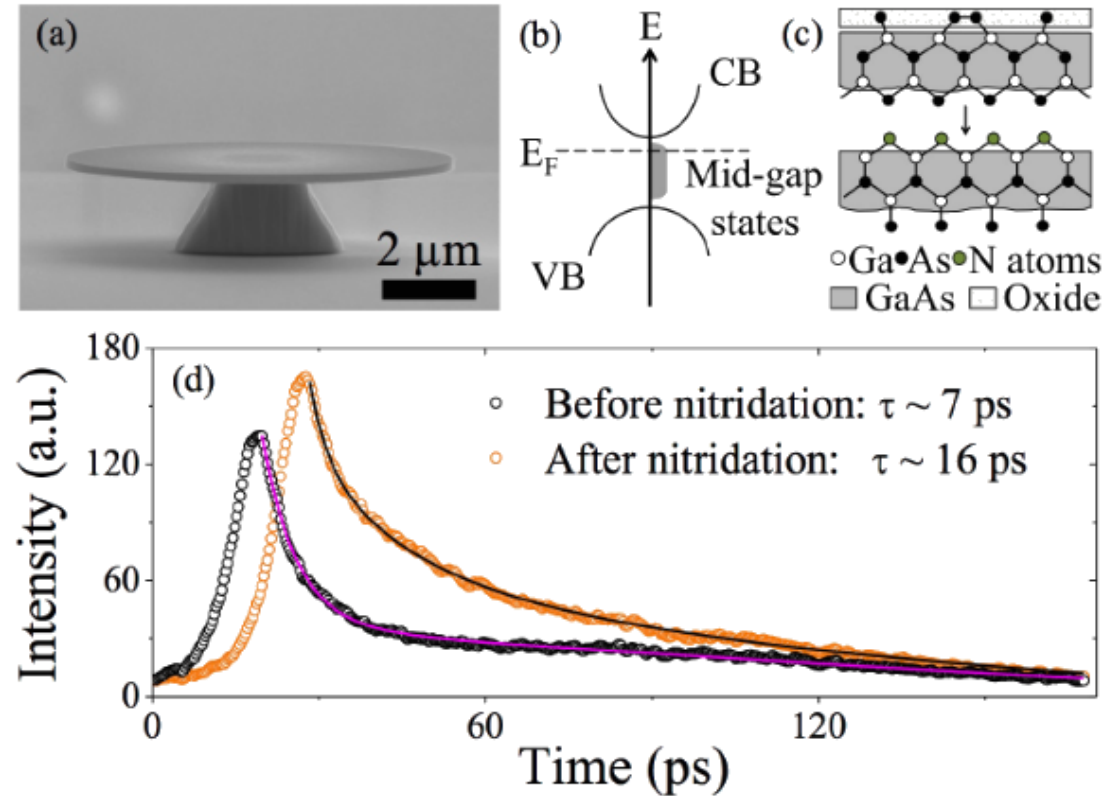 (a)
2 µm
(b)
E
CB
E_F
Mid-gap
states
VB
(c)
Ga As N atoms
GaAs Oxide
(d)
180
120
60
0
Intensity (a.u.)
Before nitridation: τ ~ 7 ps
After nitridation: τ ~ 16 ps
0 60 120
Time (ps)